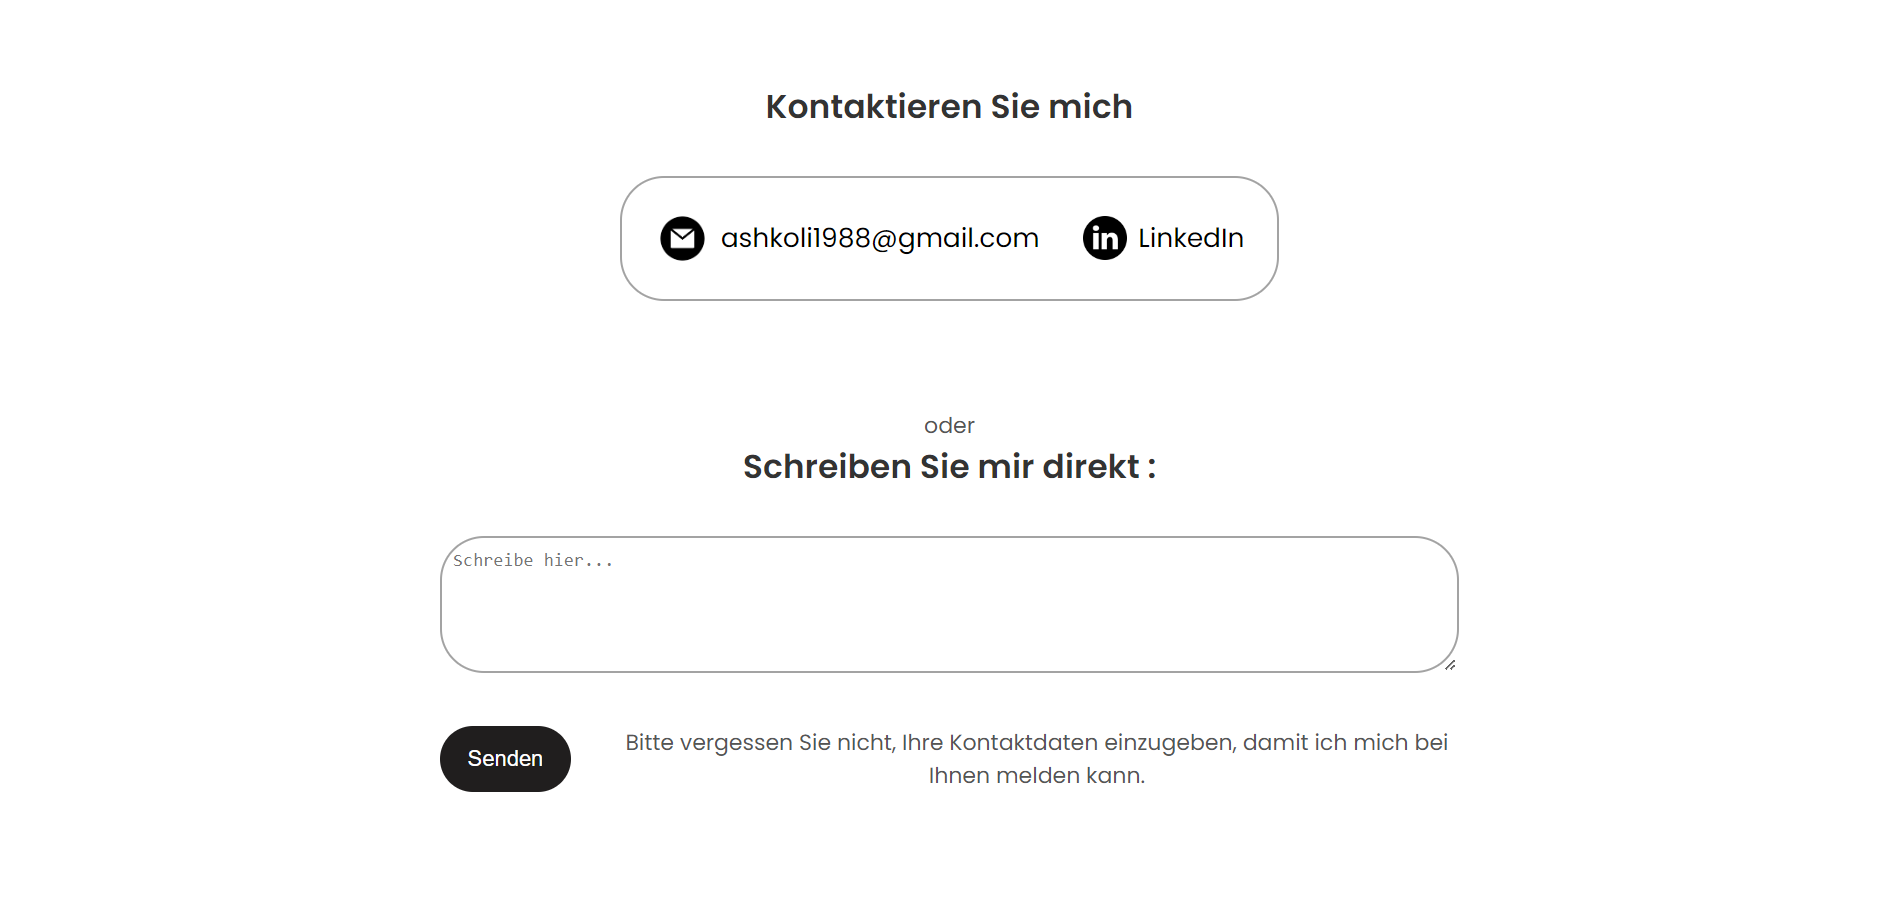 Kontaktieren Sie mich
ashkoli1988@gmail.com
in LinkedIn
oder
Schreiben Sie mir direkt :
Schreibe hier...
Senden
Bitte vergessen Sie nicht, Ihre Kontaktdaten einzugeben, damit ich mich bei
Ihnen melden kann.